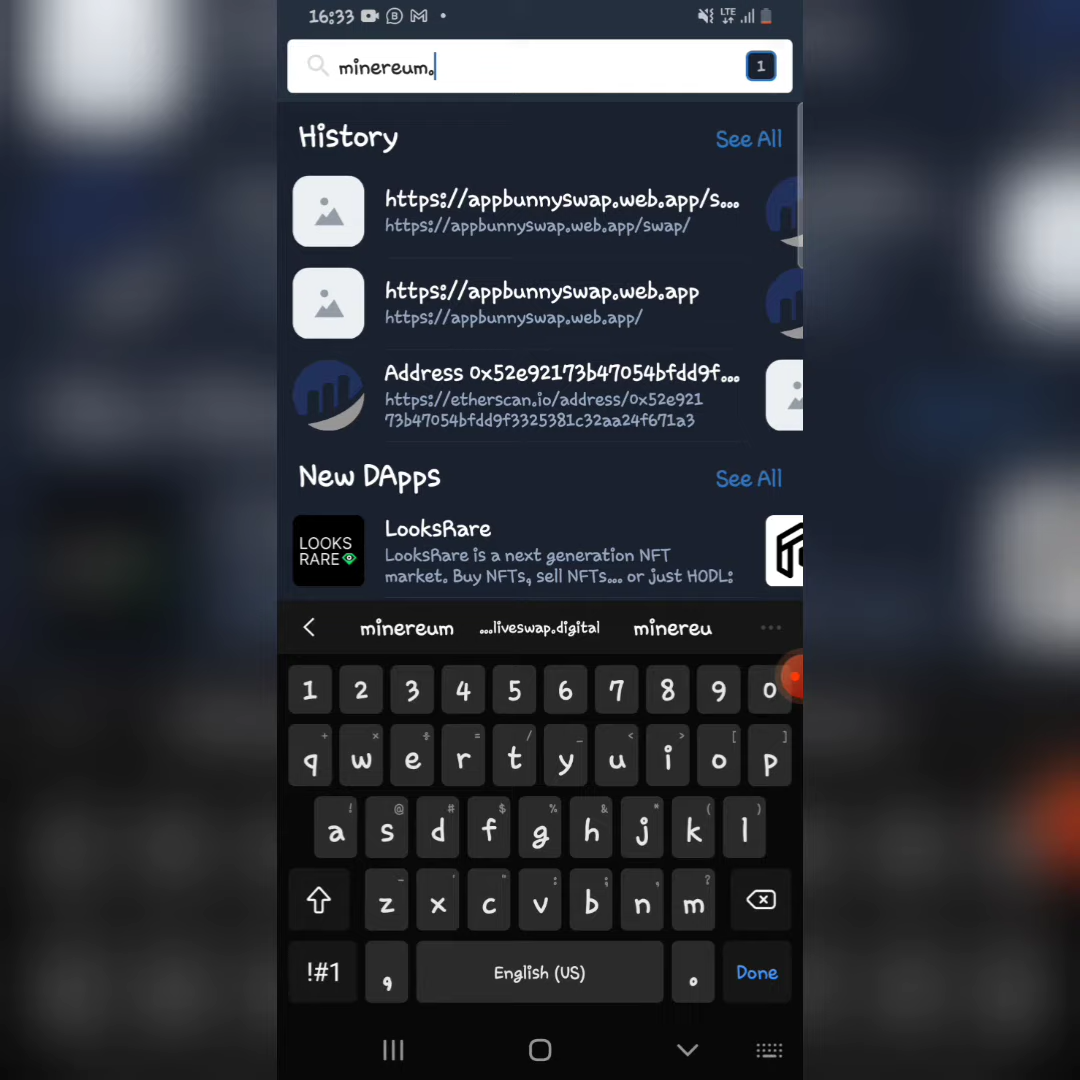 16:33
LTE
minereum.
1
History
See All
https://appbunnyswap.web.app/s...
https://appbunnyswap.web.app/swap/
https://appbunnyswap.web.app
https://appbunnyswap.web.app/
Address 0x52e92173b47054bfdd9f...
https://etherscan.io/address/0x52e921
73b47054bfdd9f3325381c32aa24f671a3
New DApps
See All
LOOKS
RARE
LooksRare
LooksRare is a next generation NFT
market. Buy NFTs, sell NFTs... or just HODL:
minereum ...liveswap.digital minereu
1 2 3 4 5 6 7 8 9 0
+ × ÷ = / _ < > [ ]
q w e r t y u i o p
! @ # $ % & * ( )
a s d f g h j k l
- ' " : ; , ?
z x c v b n m
!#1 , English (US) . Done